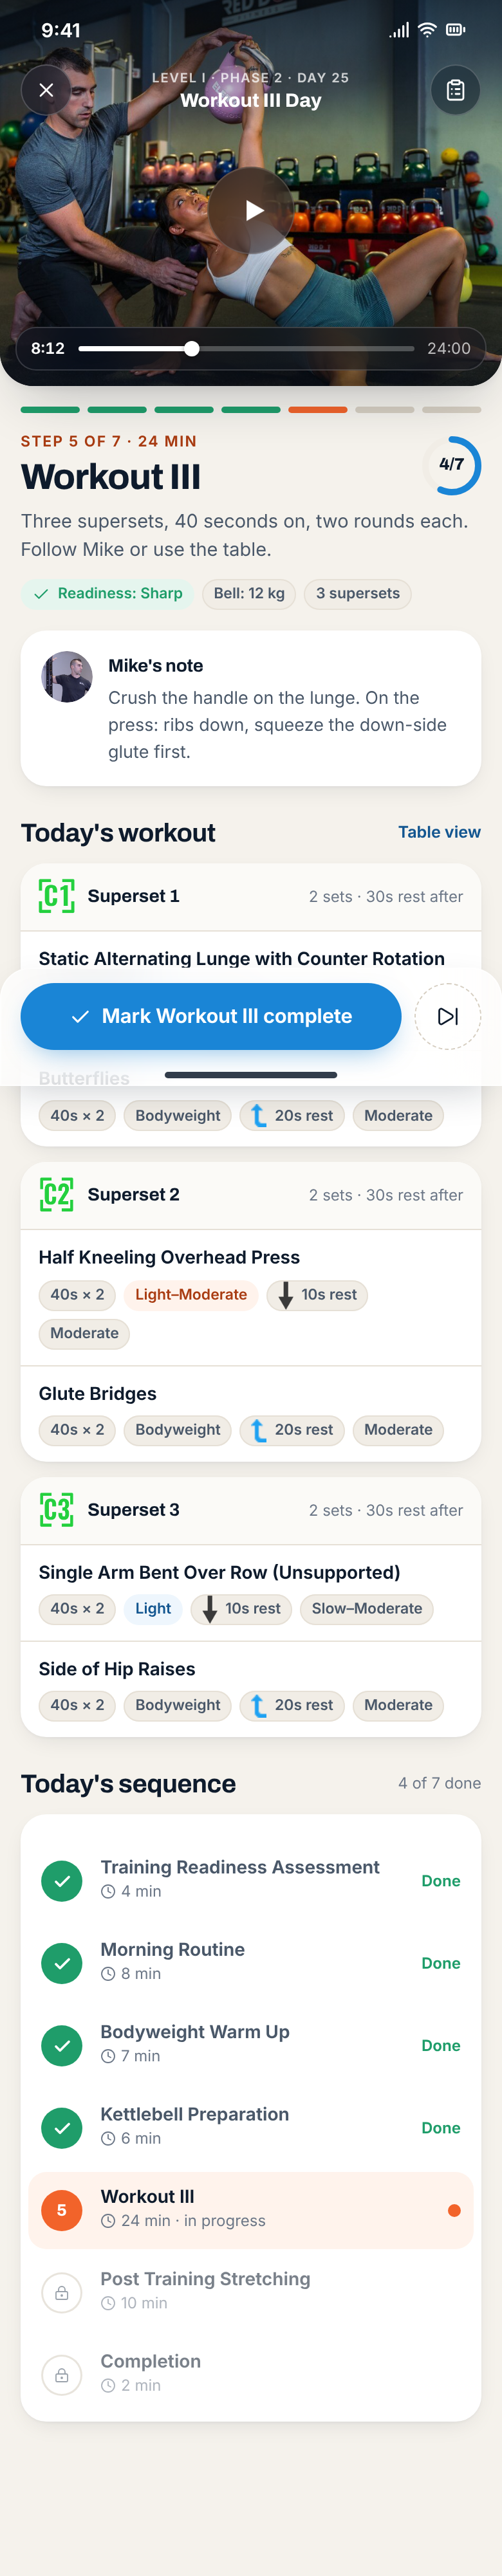 9:41
LEVEL I · PHASE 2 · DAY 25
Workout III Day
8:12
24:00
STEP 5 OF 7 · 24 MIN
Workout III
4/7
Three supersets, 40 seconds on, two rounds each.
Follow Mike or use the table.
Readiness: Sharp
Bell: 12 kg
3 supersets
Mike's note
Crush the handle on the lunge. On the
press: ribs down, squeeze the down-side
glute first.
Today's workout
Table view
C1 Superset 1
2 sets · 30s rest after
Static Alternating Lunge with Counter Rotation
Mark Workout III complete
Butterflies
40s × 2 Bodyweight 20s rest Moderate
C2 Superset 2
2 sets · 30s rest after
Half Kneeling Overhead Press
40s × 2 Light–Moderate 10s rest
Moderate
Glute Bridges
40s × 2 Bodyweight 20s rest Moderate
C3 Superset 3
2 sets · 30s rest after
Single Arm Bent Over Row (Unsupported)
40s × 2 Light 10s rest Slow–Moderate
Side of Hip Raises
40s × 2 Bodyweight 20s rest Moderate
Today's sequence
4 of 7 done
Training Readiness Assessment
4 min
Done
Morning Routine
8 min
Done
Bodyweight Warm Up
7 min
Done
Kettlebell Preparation
6 min
Done
5
Workout III
24 min · in progress
Post Training Stretching
10 min
Completion
2 min